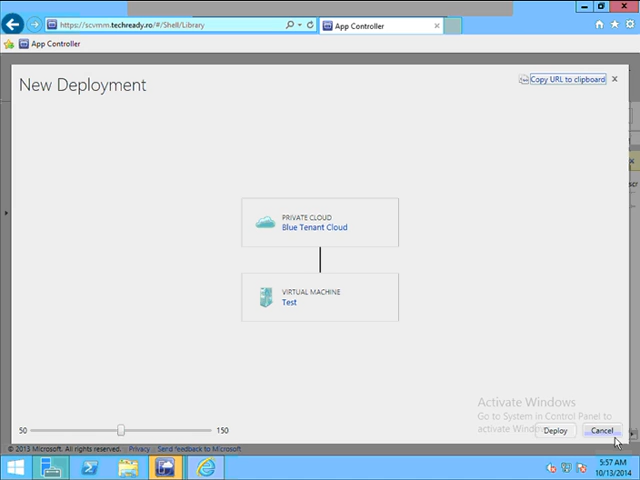 https://scvmm.techready.ro/#/Shell/Library
App Controller
App Controller
New Deployment
Copy URL to clipboard
PRIVATE CLOUD
Blue Tenant Cloud
VIRTUAL MACHINE
Test
Activate Windows
Go to System in Control Panel to
activate
Deploy
Cancel
50
150
© 2013 Microsoft. All rights reserved.
Privacy
Send feedback to Microsoft
5:57 AM
10/13/2014